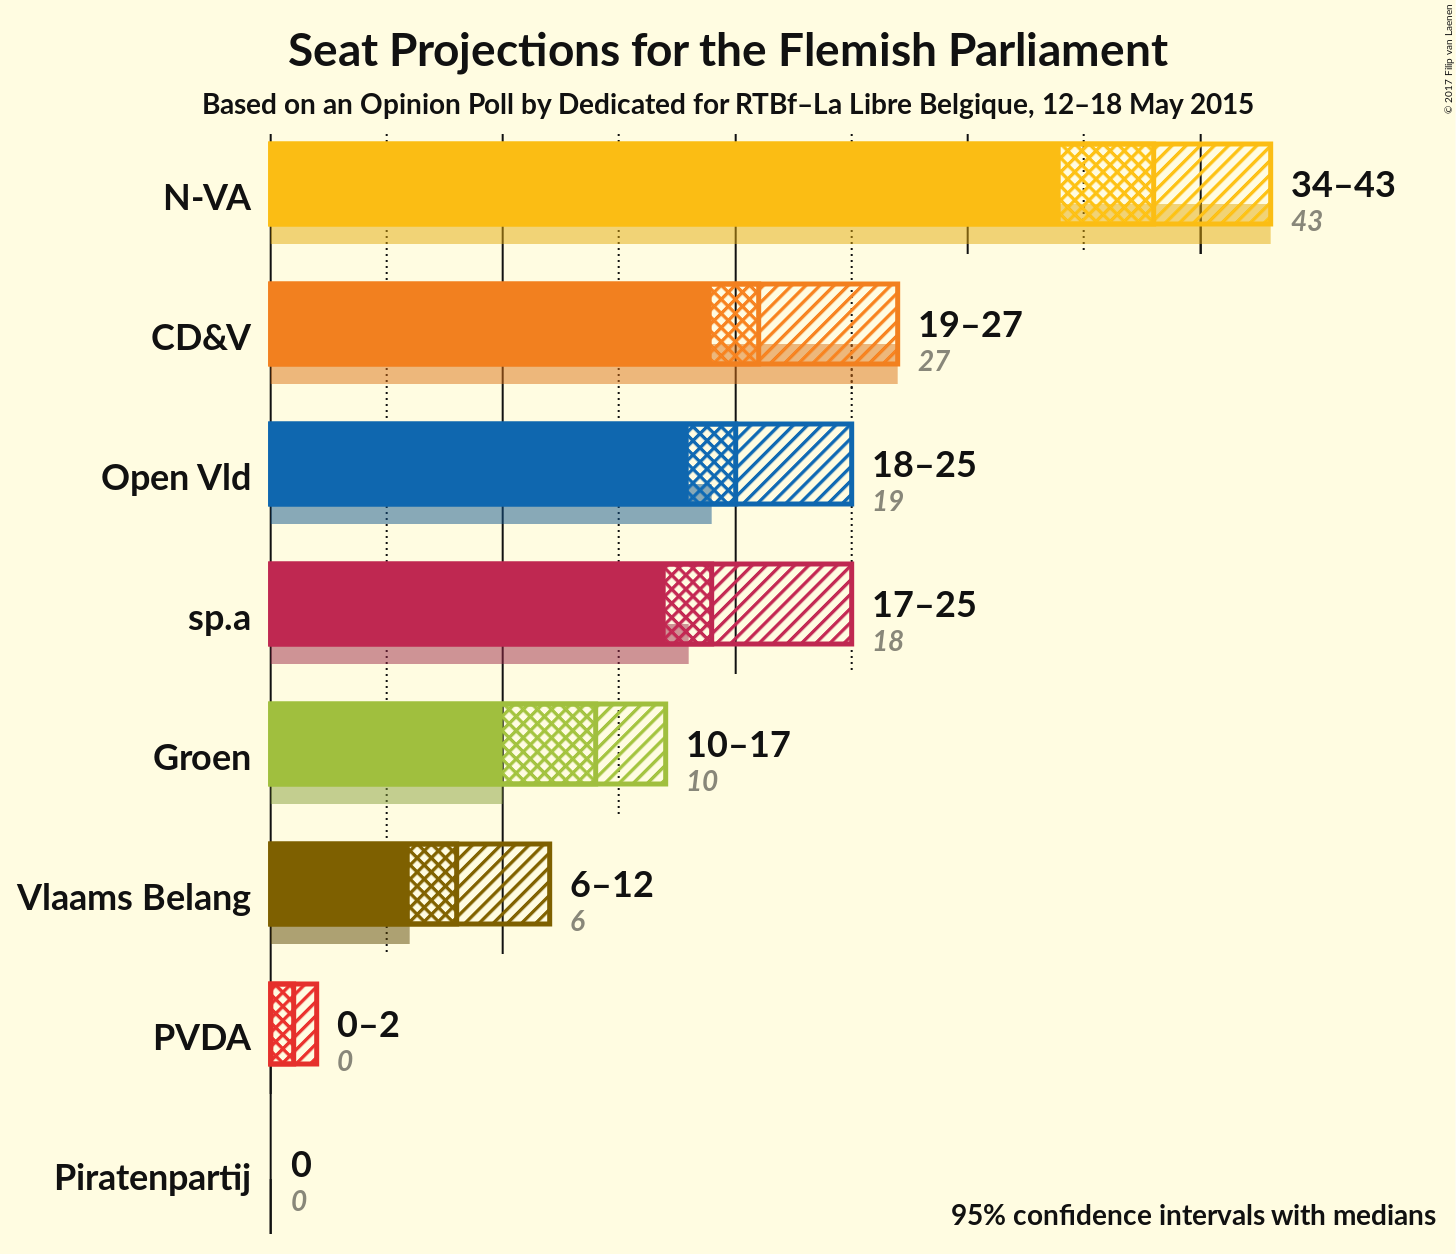 Seat Projections for the Flemish Parliament
Based on an Opinion Poll by Dedicated for RTBf–La Libre Belgique, 12–18 May 2015
© 2017 Filip van Laenen
N-VA
34–43
43
CD&V
19–27
27
Open Vld
18–25
19
sp.a
17–25
18
Groen
10–17
10
Vlaams Belang
6–12
6
PVDA
0–2
0
Piratenpartij
0
0
95% confidence intervals with medians